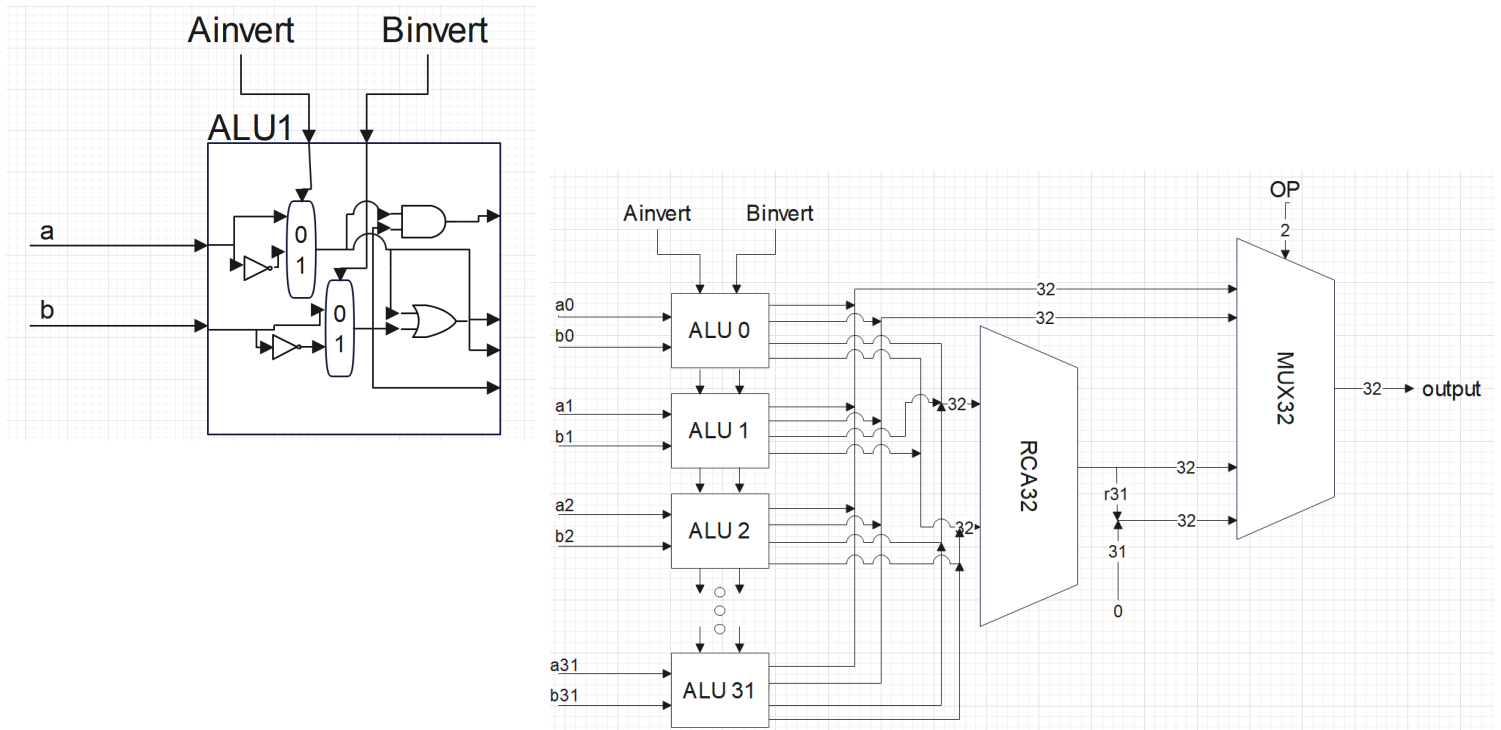 Ainvert Binvert
ALU1
a
0
1
b
0
1
OP
2
Ainvert Binvert
a0
b0
ALU 0
32
32
a1
b1
ALU 1
32
a2
b2
ALU 2
32
a31
b31
ALU 31
RCA32
32
r31
32
31
0
MUX32
32
output